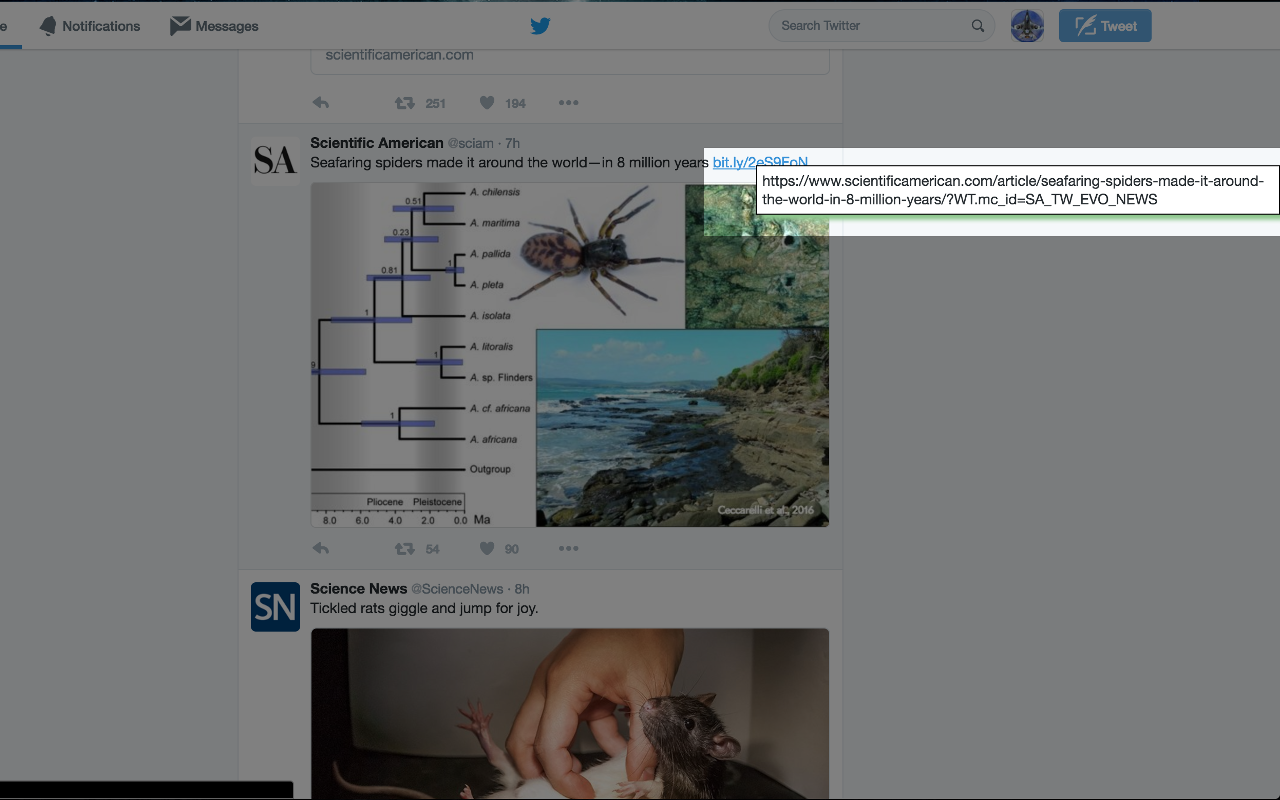 e Notifications Messages Search Twitter Tweet
scientificamerican.com
251 194
SA
Scientific American @sciam · 7h
Seafaring spiders made it around the world—in 8 million years bit.ly/2eS9EoN
https://www.scientificamerican.com/article/seafaring-spiders-made-it-around-
the-world-in-8-million-years/?WT.mc_id=SA_TW_EVO_NEWS
A. chilensis
0.51
A. maritima
0.23
A. pallida
1
0.81
A. pleta
1
A. isolata
A. litoralis
1
9
A. sp. Flinders
A. cf. africana
1
A. africana
Outgroup
Pliocene Pleistocene
8.0 6.0 4.0 2.0 0.0 Ma
Ceccarelli et al., 2016
54 90
SN
Science News @ScienceNews · 8h
Tickled rats giggle and jump for joy.